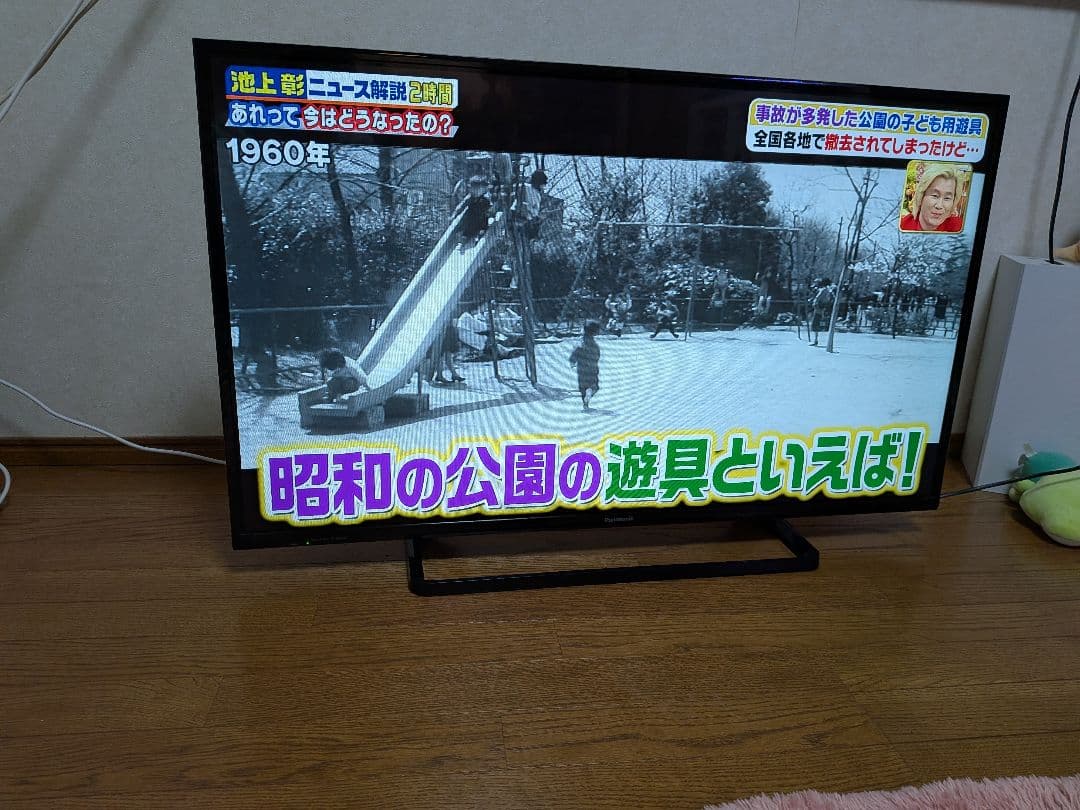 池上彰ニュース解説2時間
あれって今はどうなったの?
1960年
事故が多発した公園の子ども用遊具
全国各地で撤去されてしまったけど…
昭和の公園の遊具といえば!
Panasonic